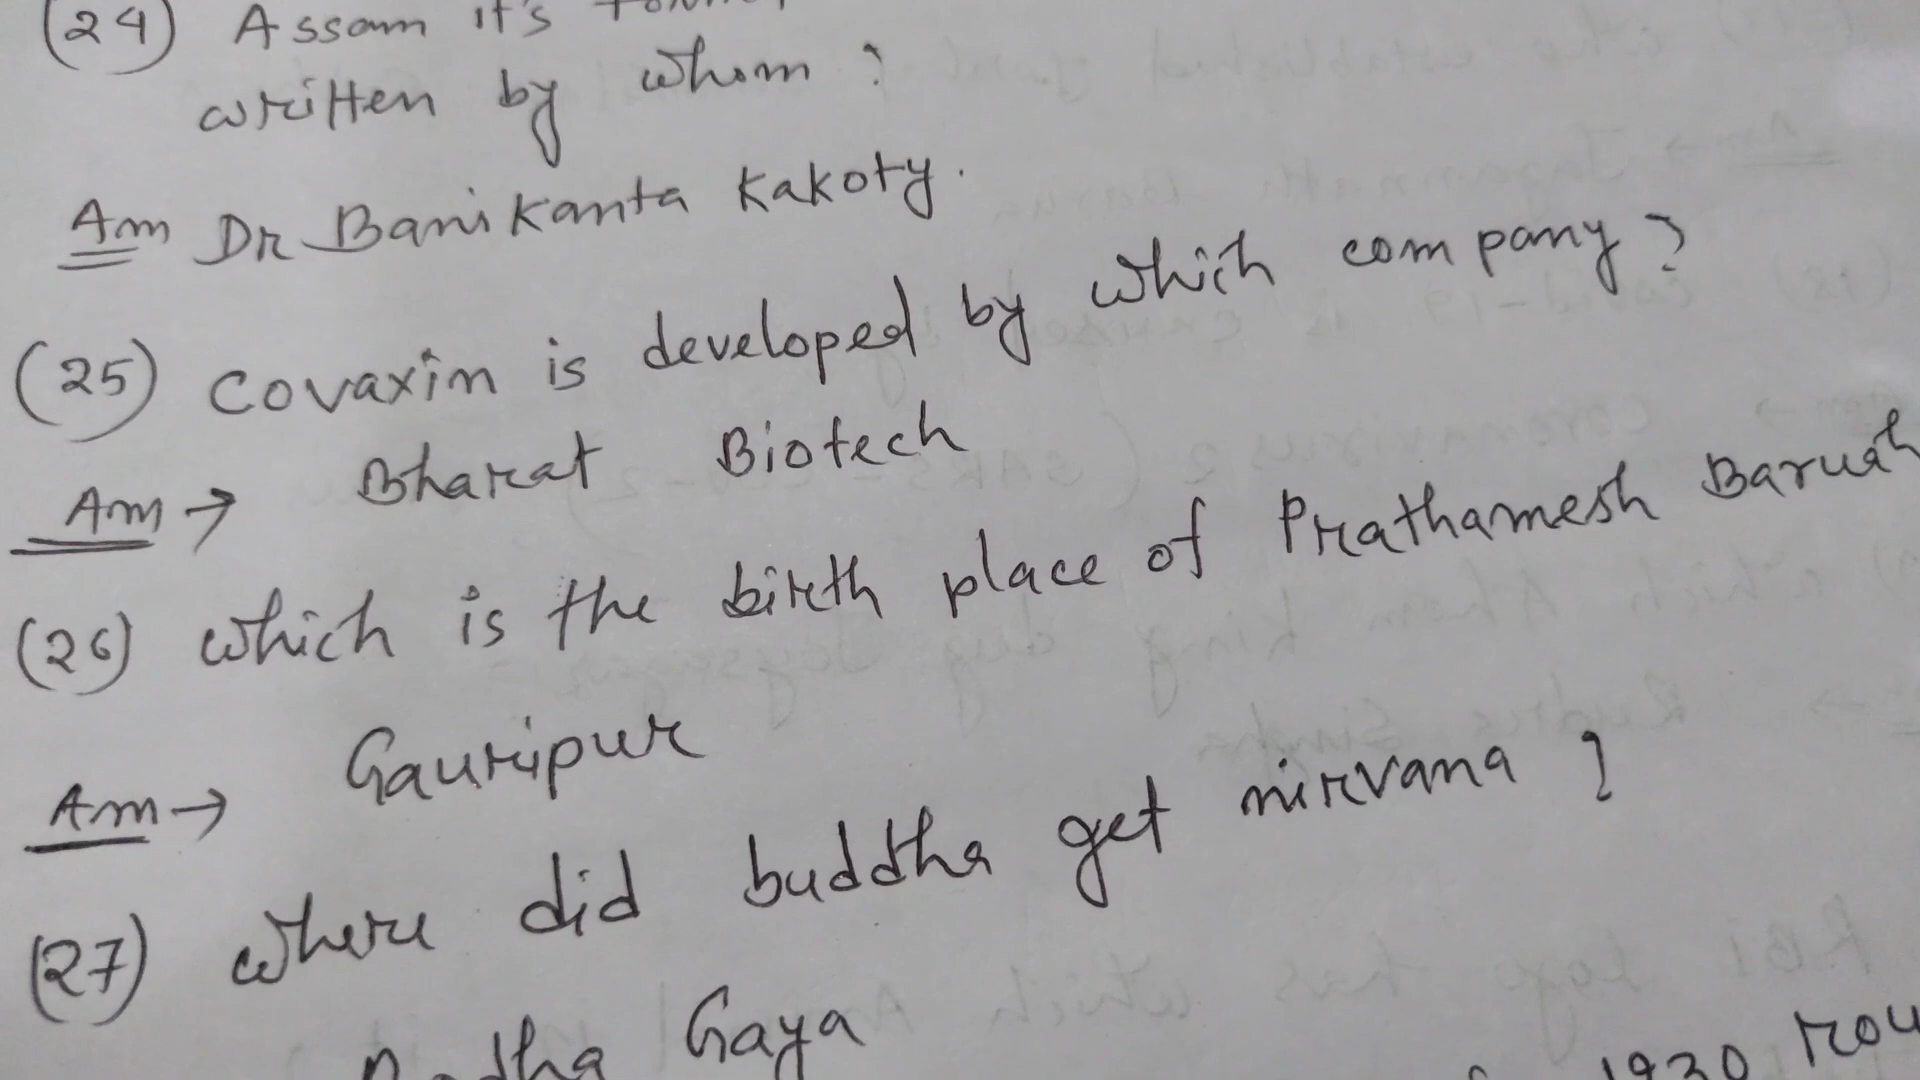 (24) Assam it's
written by whom ?
Ans Dr Banikanta Kakoty.
(25) Covaxin is developed by which company ?
Ans → Bharat Biotech
(26) which is the birth place of Prathamesh Baruah
Ans → Gauripur
(27) where did buddha get nirvana ?
Gaya
1930